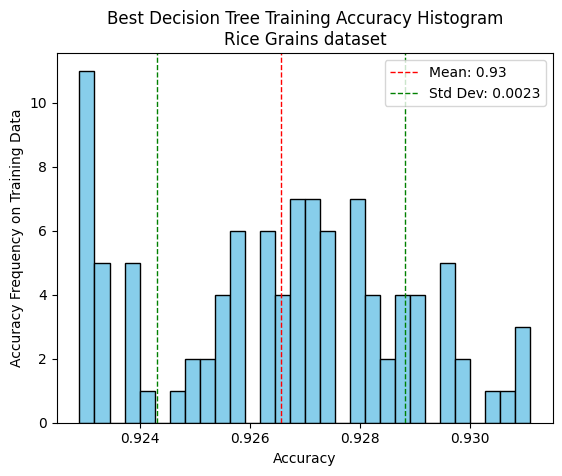 Best Decision Tree Training Accuracy Histogram
Rice Grains dataset
Mean: 0.93
Std Dev: 0.0023
Accuracy Frequency on Training Data
10
8
6
4
2
0
0.924
0.926
0.928
0.930
Accuracy